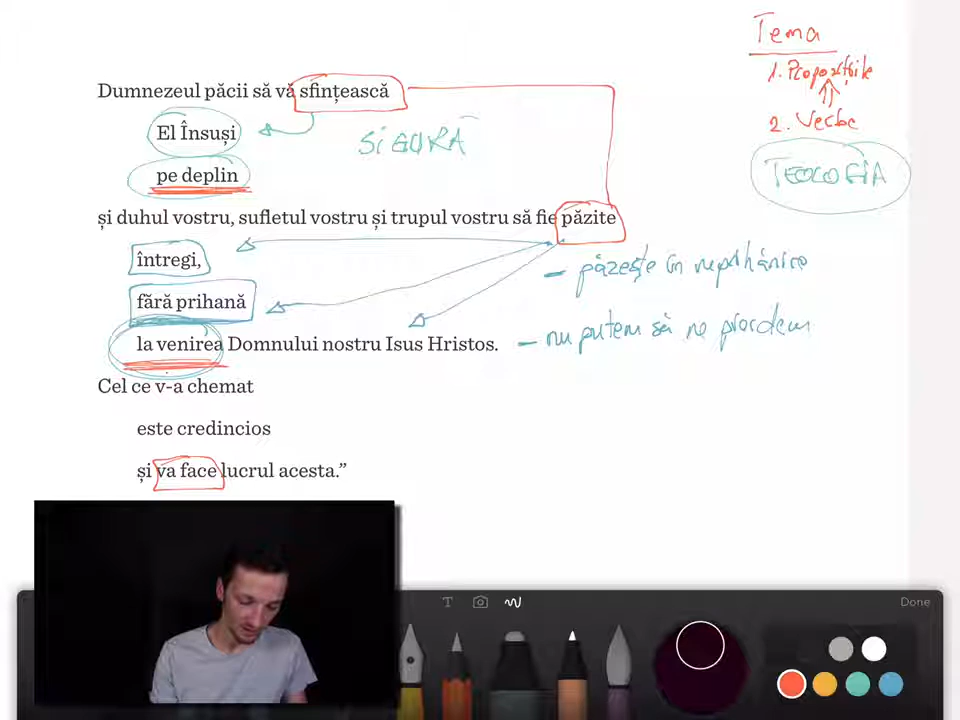 Tema
1. Propozițiile
2. Verbe
TEOLOGIA
Dumnezeul păcii să vă sfințească
El Însuși
SIGURĂ
pe deplin
și duhul vostru, sufletul vostru și trupul vostru să fie păzite
întregi,
– păzește în neprihănire
fără prihană
– nu putem să ne pierdem
la venirea Domnului nostru Isus Hristos.
Cel ce v-a chemat
este credincios
și va face lucrul acesta.”
T
Done